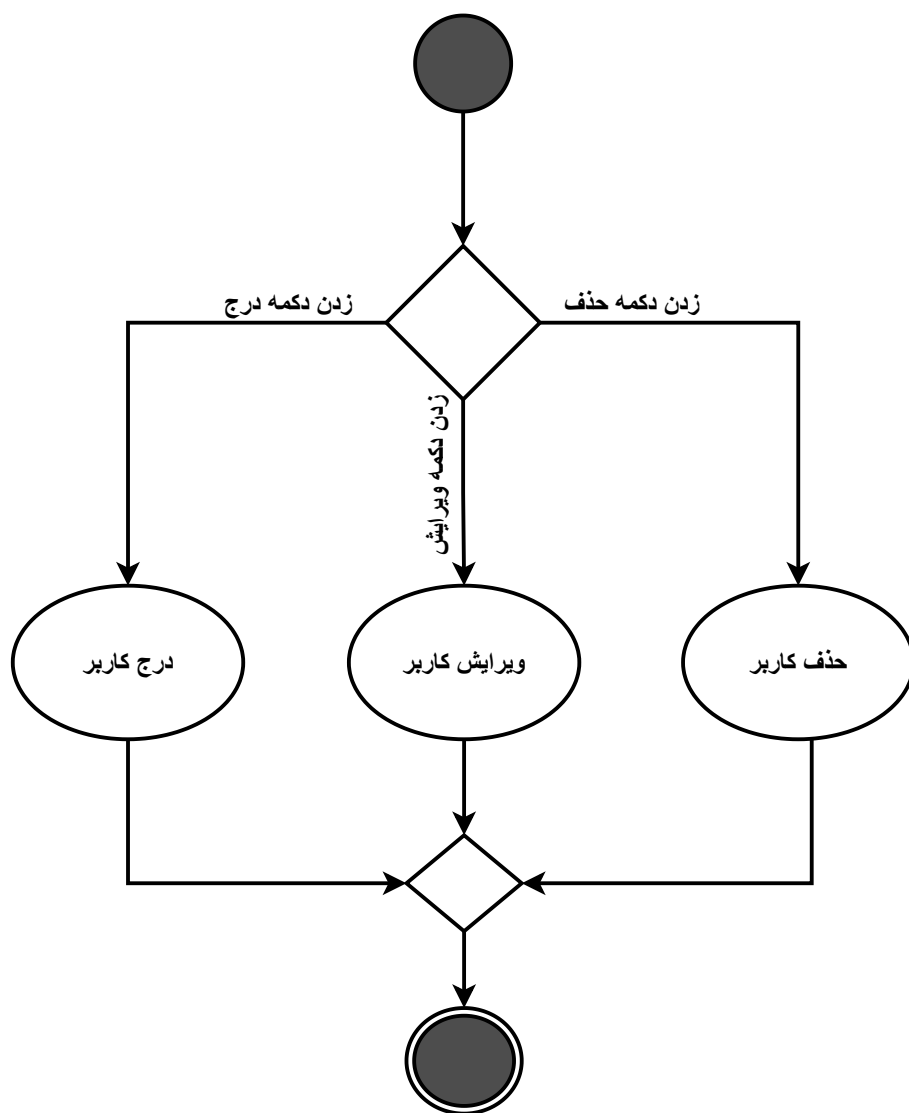 زدن دکمه حذف
زدن دکمه درج
زدن دکمه ویرایش
حذف کاربر
ویرایش کاربر
درج کاربر